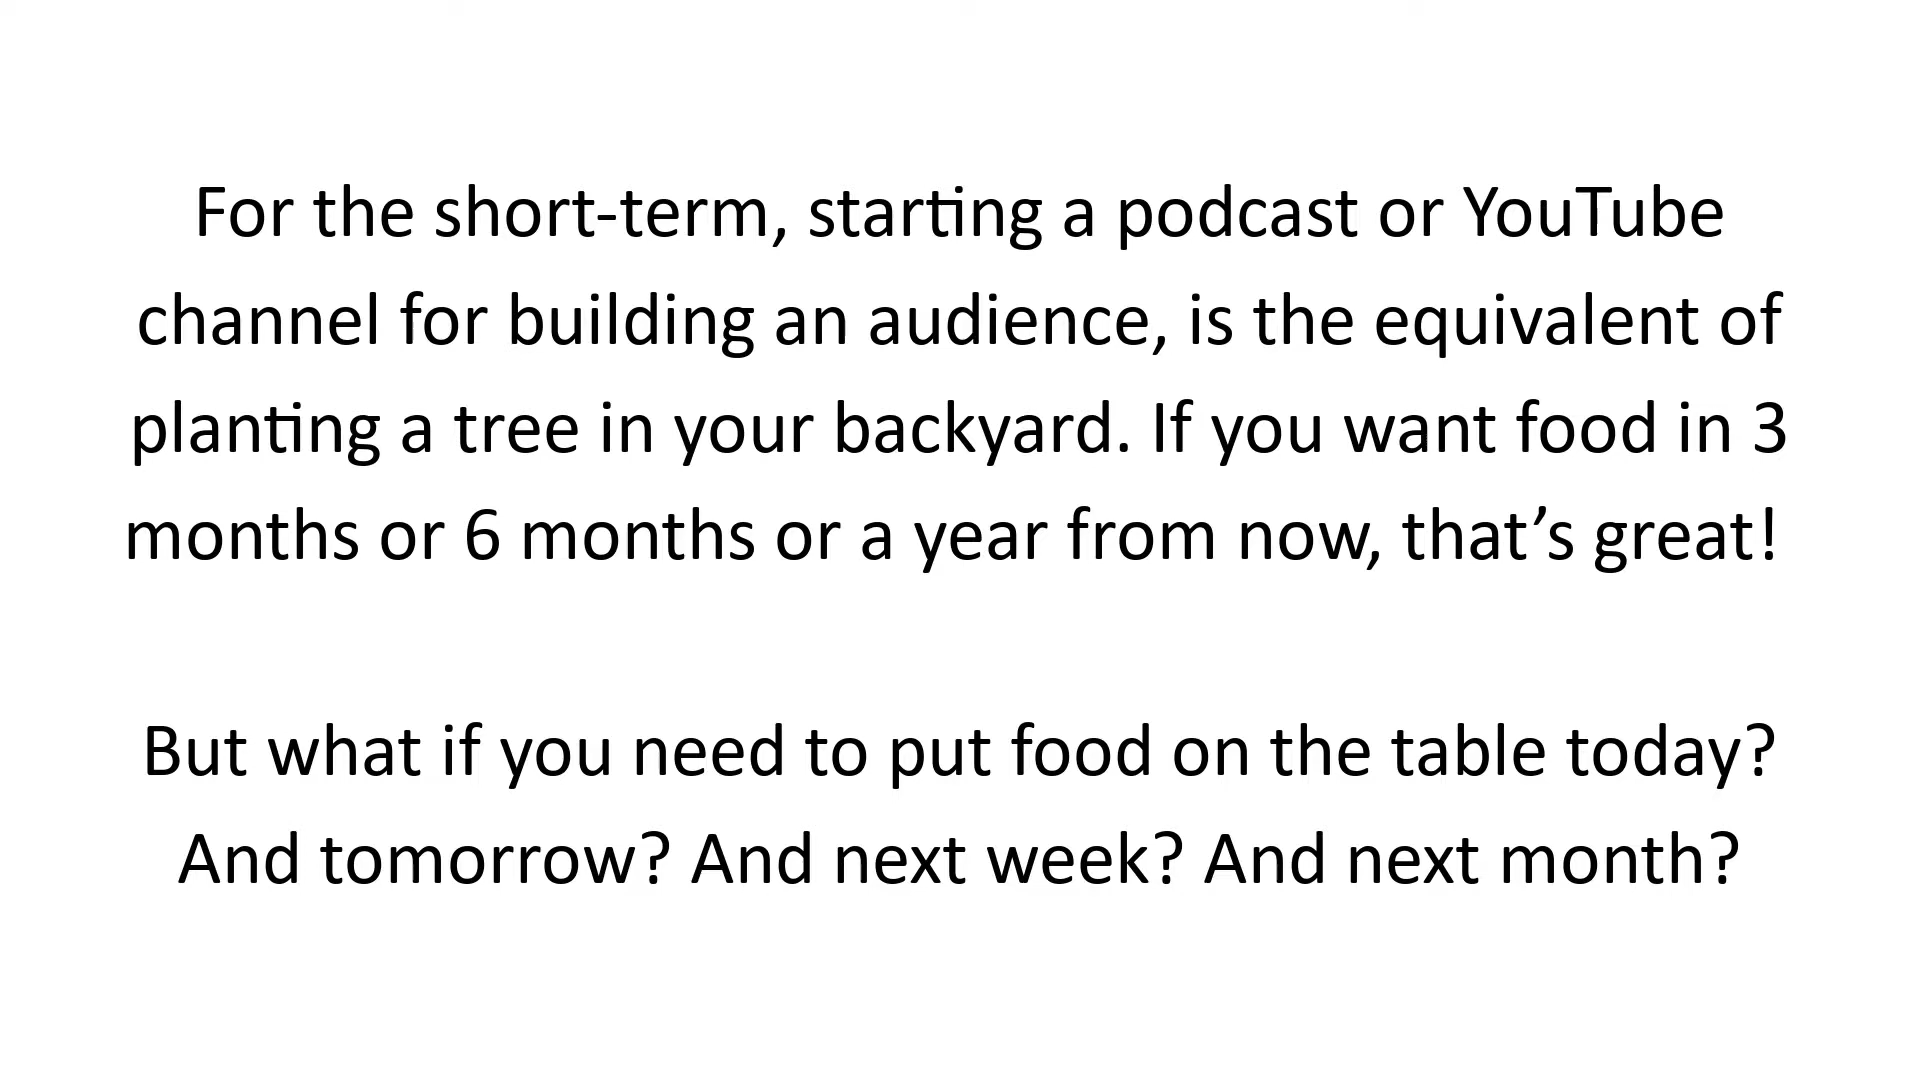 For the short-term, starting a podcast or YouTube
channel for building an audience, is the equivalent of
planting a tree in your backyard. If you want food in 3
months or 6 months or a year from now, that’s great!
But what if you need to put food on the table today?
And tomorrow? And next week? And next month?